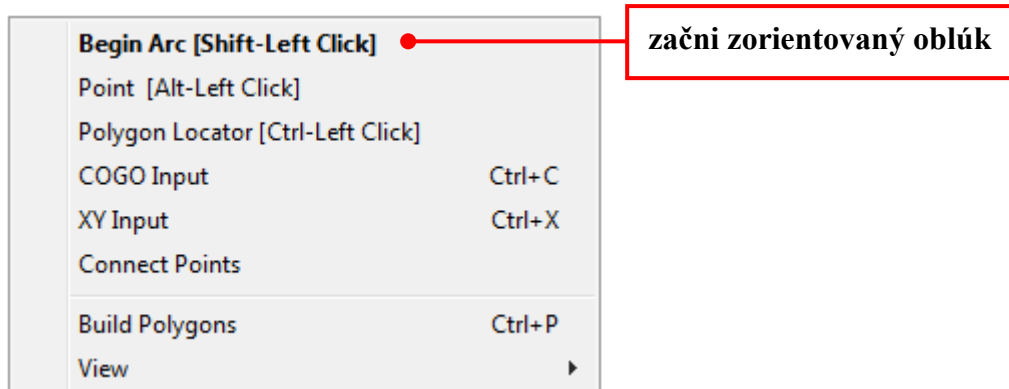 Begin Arc [Shift-Left Click]
začni zorientovaný oblúk
Point [Alt-Left Click]
Polygon Locator [Ctrl-Left Click]
COGO Input Ctrl+C
XY Input Ctrl+X
Connect Points
Build Polygons Ctrl+P
View